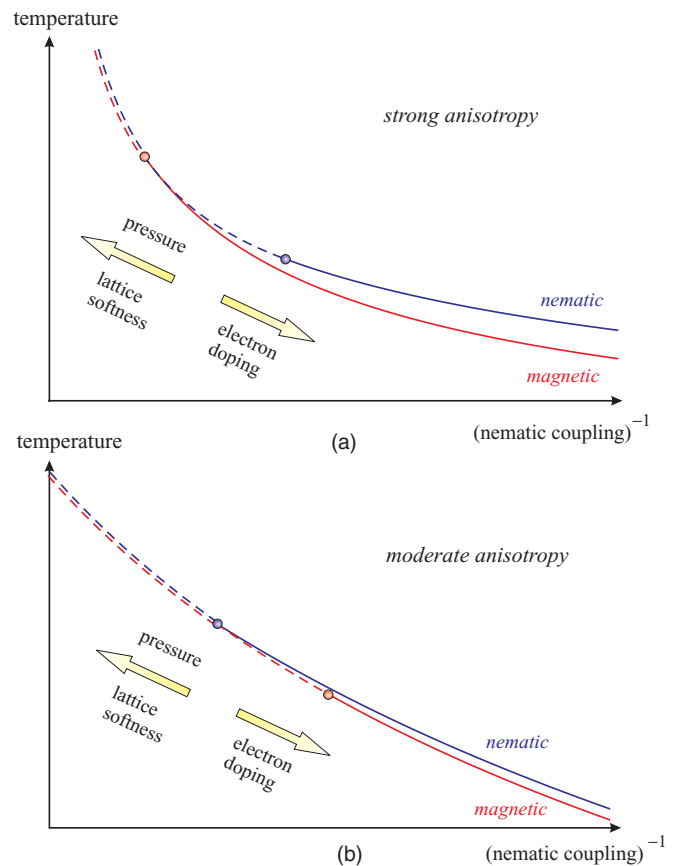 temperature
strong anisotropy
pressure
lattice
softness
electron
doping
nematic
magnetic
(nematic coupling)⁻¹
(a)
temperature
moderate anisotropy
pressure
lattice
softness
electron
doping
nematic
magnetic
(nematic coupling)⁻¹
(b)